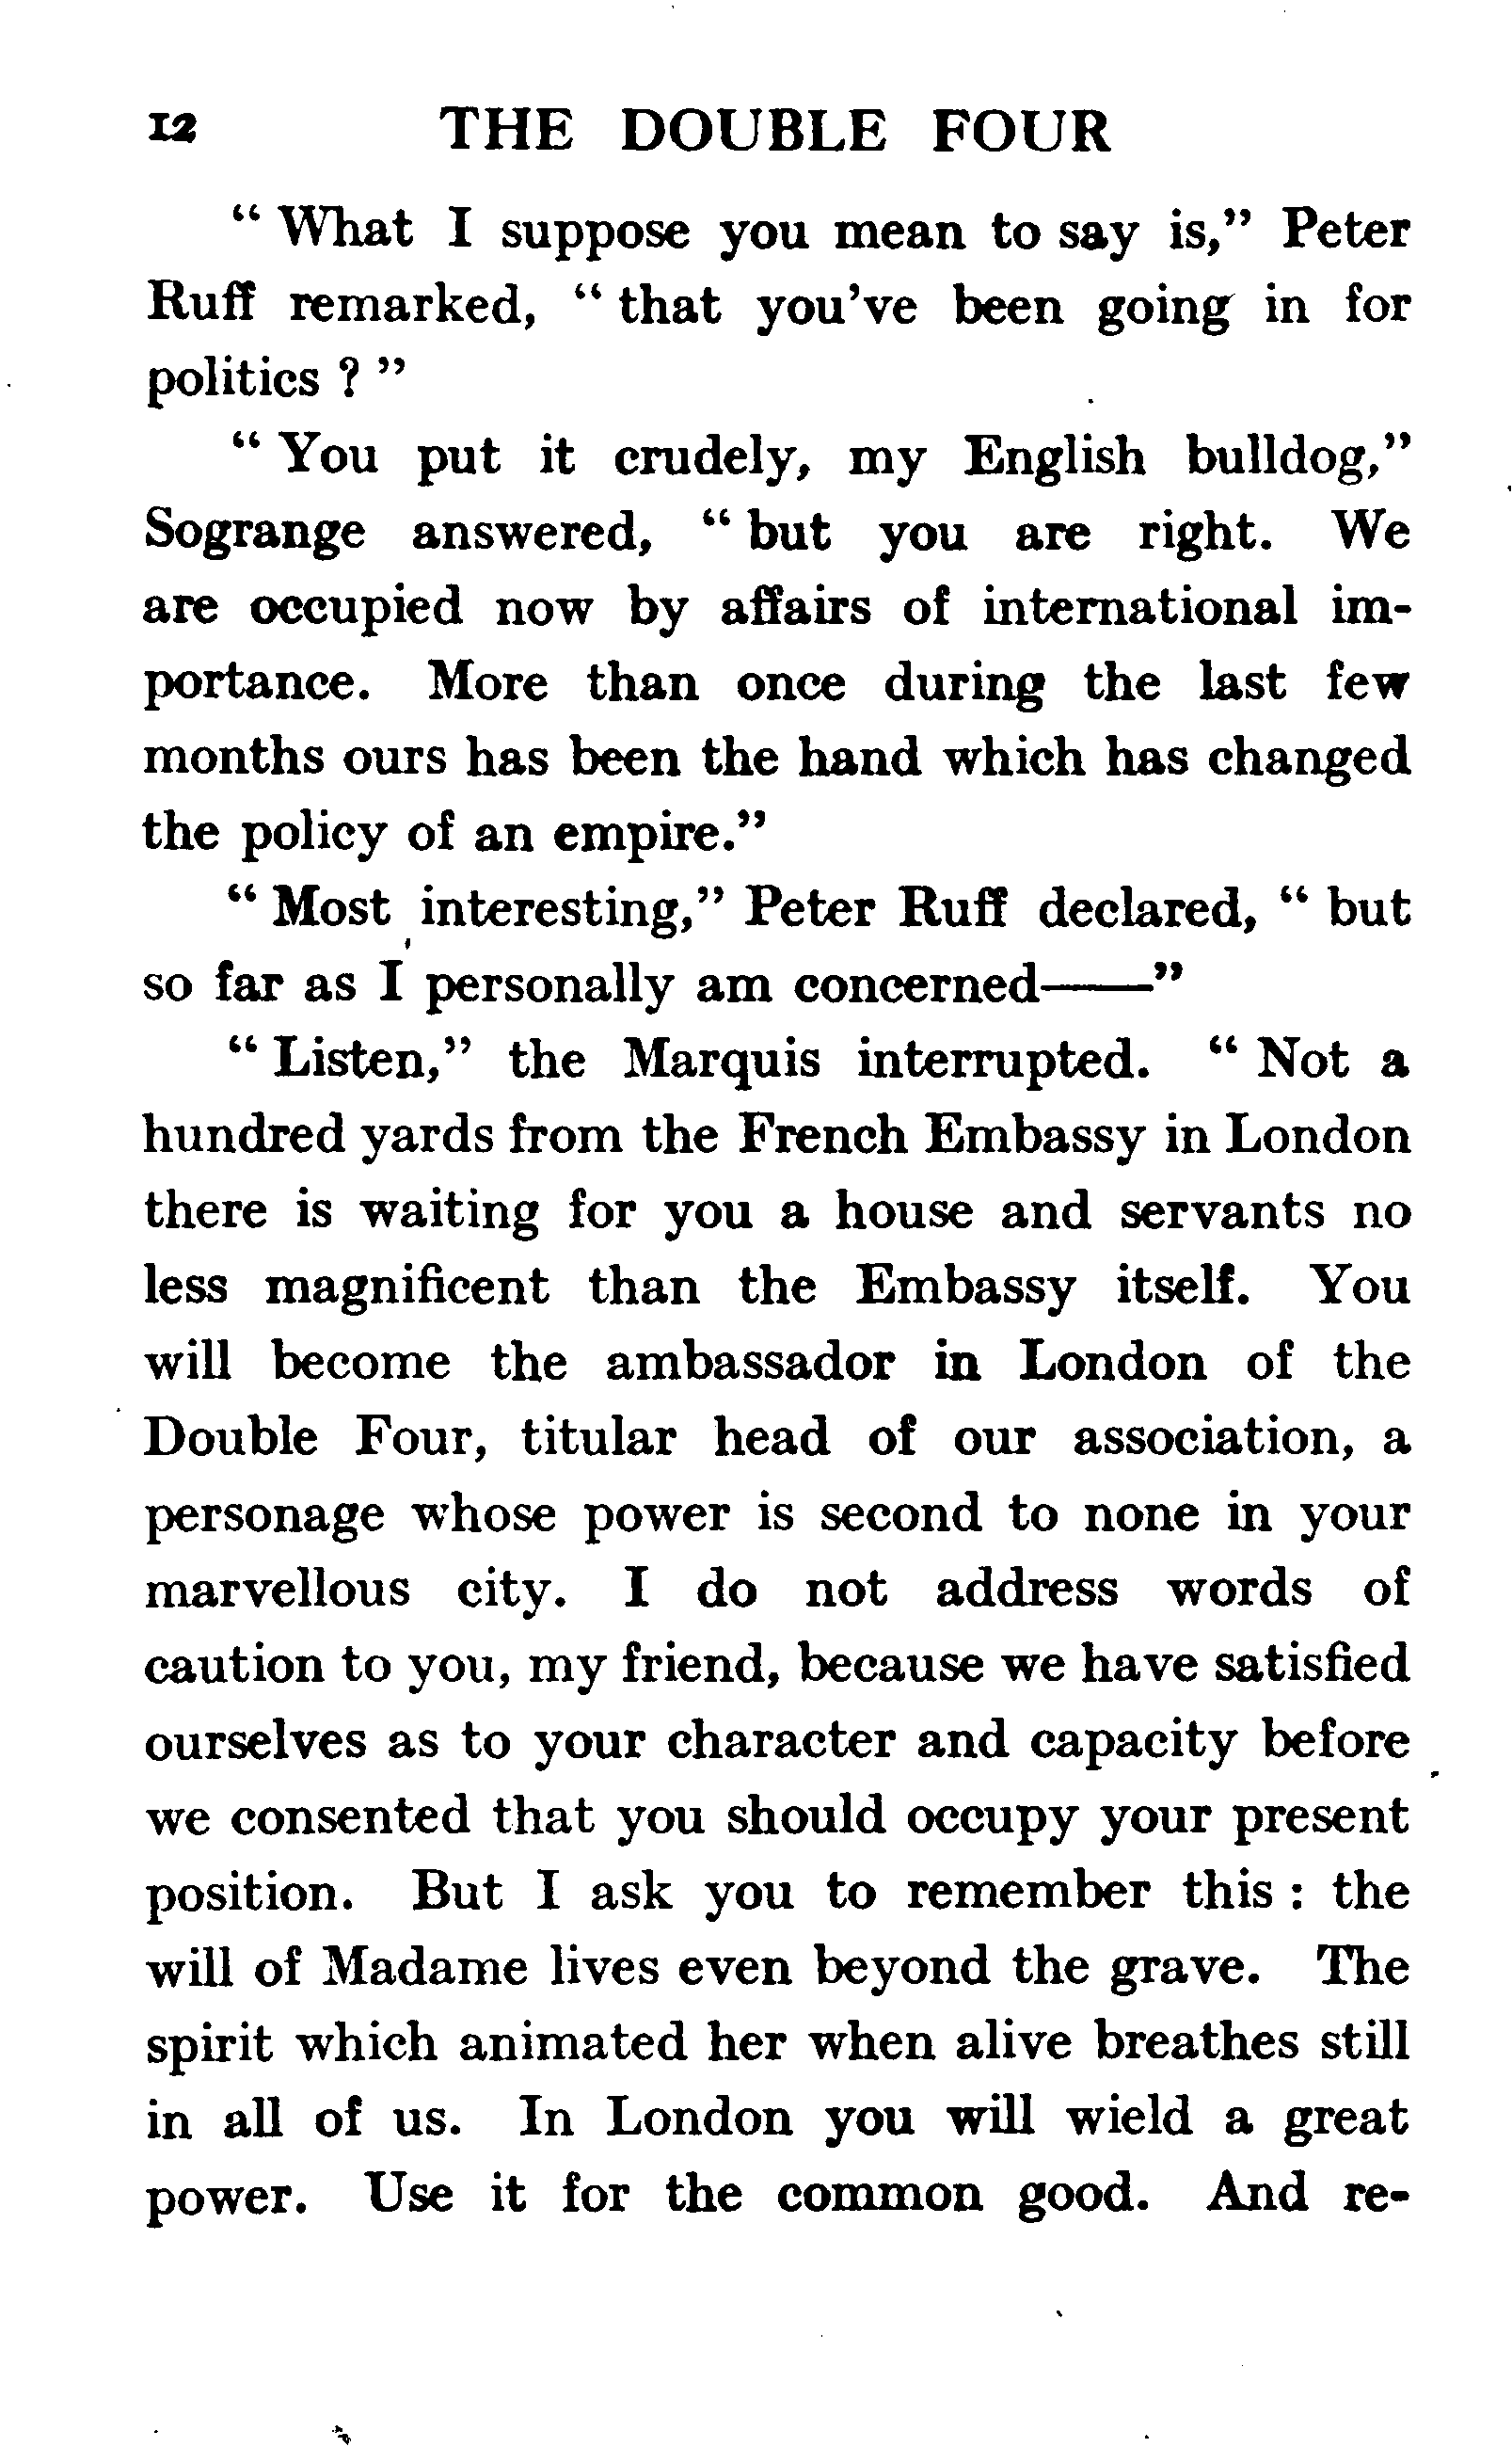 12 THE DOUBLE FOUR
“ What I suppose you mean to say is,” Peter
Ruff remarked, “ that you’ve been going in for
politics ? ”
“ You put it crudely, my English bulldog,”
Sogrange answered, “ but you are right. We
are occupied now by affairs of international im-
portance. More than once during the last few
months ours has been the hand which has changed
the policy of an empire.”
“ Most interesting,” Peter Ruff declared, “ but
so far as I personally am concerned——”
“ Listen,” the Marquis interrupted. “ Not a
hundred yards from the French Embassy in London
there is waiting for you a house and servants no
less magnificent than the Embassy itself. You
will become the ambassador in London of the
Double Four, titular head of our association, a
personage whose power is second to none in your
marvellous city. I do not address words of
caution to you, my friend, because we have satisfied
ourselves as to your character and capacity before
we consented that you should occupy your present
position. But I ask you to remember this : the
will of Madame lives even beyond the grave. The
spirit which animated her when alive breathes still
in all of us. In London you will wield a great
power. Use it for the common good. And re-